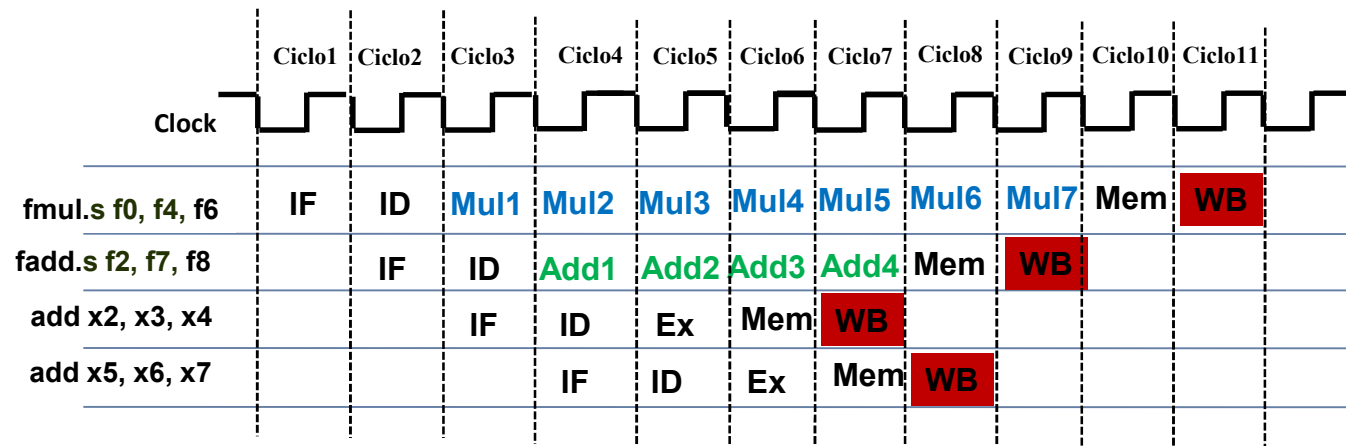 Ciclo1 Ciclo2 Ciclo3 Ciclo4 Ciclo5 Ciclo6 Ciclo7 Ciclo8 Ciclo9 Ciclo10 Ciclo11
Clock
fmul.s f0, f4, f6 IF ID Mul1 Mul2 Mul3 Mul4 Mul5 Mul6 Mul7 Mem WB
fadd.s f2, f7, f8 IF ID Add1 Add2 Add3 Add4 Mem WB
add x2, x3, x4 IF ID Ex Mem WB
add x5, x6, x7 IF ID Ex Mem WB